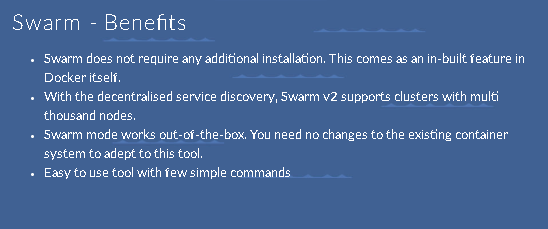 Swarm - Benefits
• Swarm does not require any additional installation. This comes as an in-built feature in
Docker itself.
• With the decentralised service discovery, Swarm v2 supports clusters with multi
thousand nodes.
• Swarm mode works out-of-the-box. You need no changes to the existing container
system to adept to this tool.
• Easy to use tool with few simple commands